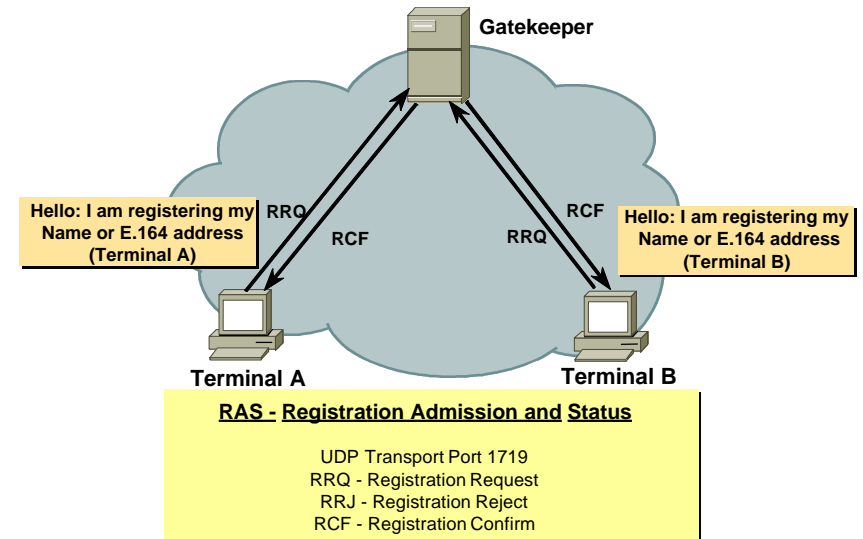 Gatekeeper
Hello: I am registering my
Name or E.164 address
(Terminal A)
RRQ
RCF
RCF
RRQ
Hello: I am registering my
Name or E.164 address
(Terminal B)
Terminal A
Terminal B
RAS - Registration Admission and Status
UDP Transport Port 1719
RRQ - Registration Request
RRJ - Registration Reject
RCF - Registration Confirm